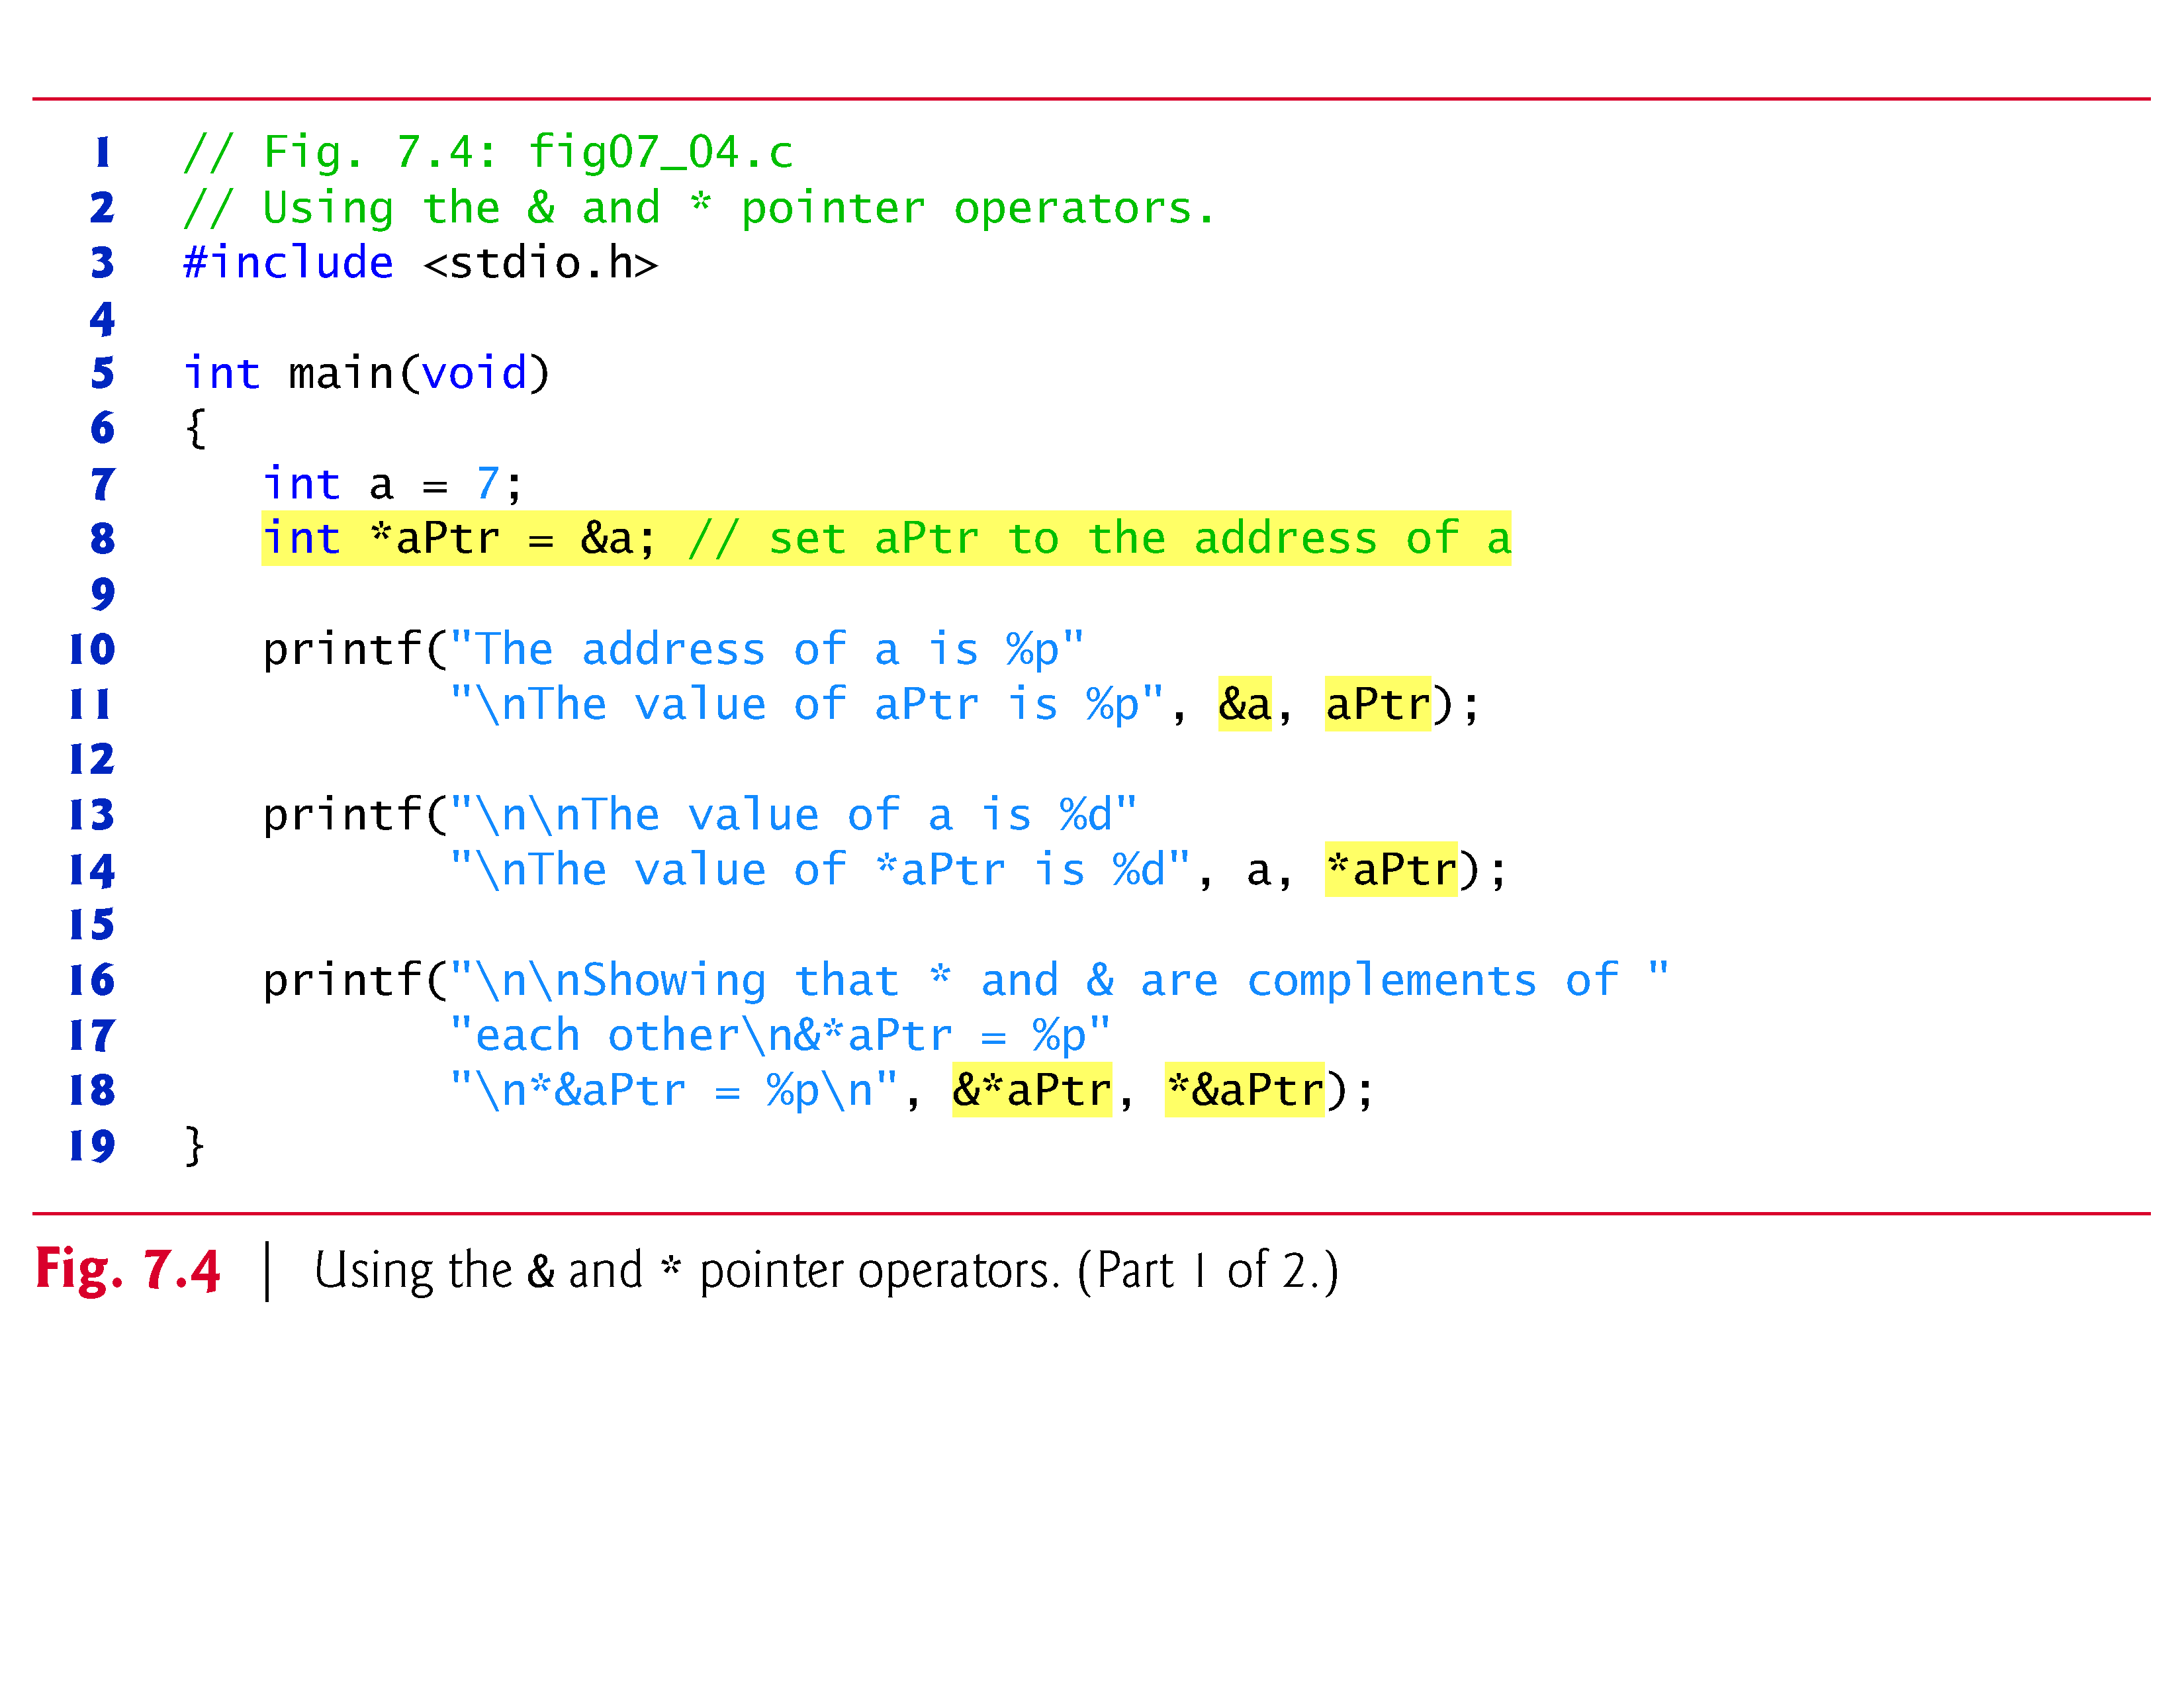 1 // Fig. 7.4: fig07_04.c
2 // Using the & and * pointer operators.
3 #include <stdio.h>
4
5 int main(void)
6 {
7    int a = 7;
8    int *aPtr = &a; // set aPtr to the address of a
9
10    printf("The address of a is %p"
11           "\nThe value of aPtr is %p", &a, aPtr);
12
13    printf("\n\nThe value of a is %d"
14           "\nThe value of *aPtr is %d", a, *aPtr);
15
16    printf("\n\nShowing that * and & are complements of "
17           "each other\n&*aPtr = %p"
18           "\n*&aPtr = %p\n", &*aPtr, *&aPtr);
19 }
Fig. 7.4 | Using the & and * pointer operators. (Part 1 of 2.)